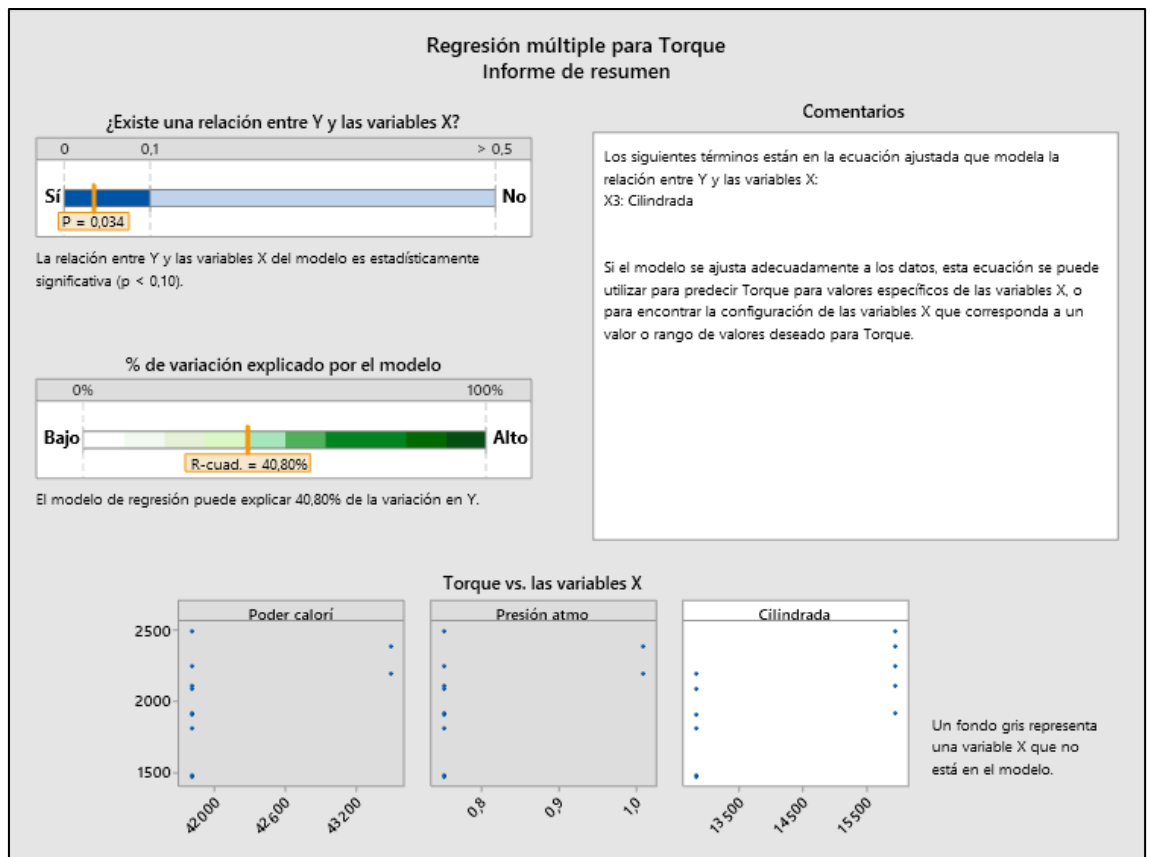 Regresión múltiple para Torque
Informe de resumen
¿Existe una relación entre Y y las variables X?
0 0,1 > 0,5
Sí No
P = 0,034
La relación entre Y y las variables X del modelo es estadísticamente
significativa (p < 0,10).
% de variación explicado por el modelo
0% 100%
Bajo Alto
R-cuad. = 40,80%
El modelo de regresión puede explicar 40,80% de la variación en Y.
Comentarios
Los siguientes términos están en la ecuación ajustada que modela la
relación entre Y y las variables X:
X3: Cilindrada
Si el modelo se ajusta adecuadamente a los datos, esta ecuación se puede
utilizar para predecir Torque para valores específicos de las variables X, o
para encontrar la configuración de las variables X que corresponda a un
valor o rango de valores deseado para Torque.
Torque vs. las variables X
Poder calorí Presión atmo Cilindrada
2500
2000
1500
42000 42600 43200 0,8 0,9 1,0 13500 14500 15500
Un fondo gris representa
una variable X que no
está en el modelo.